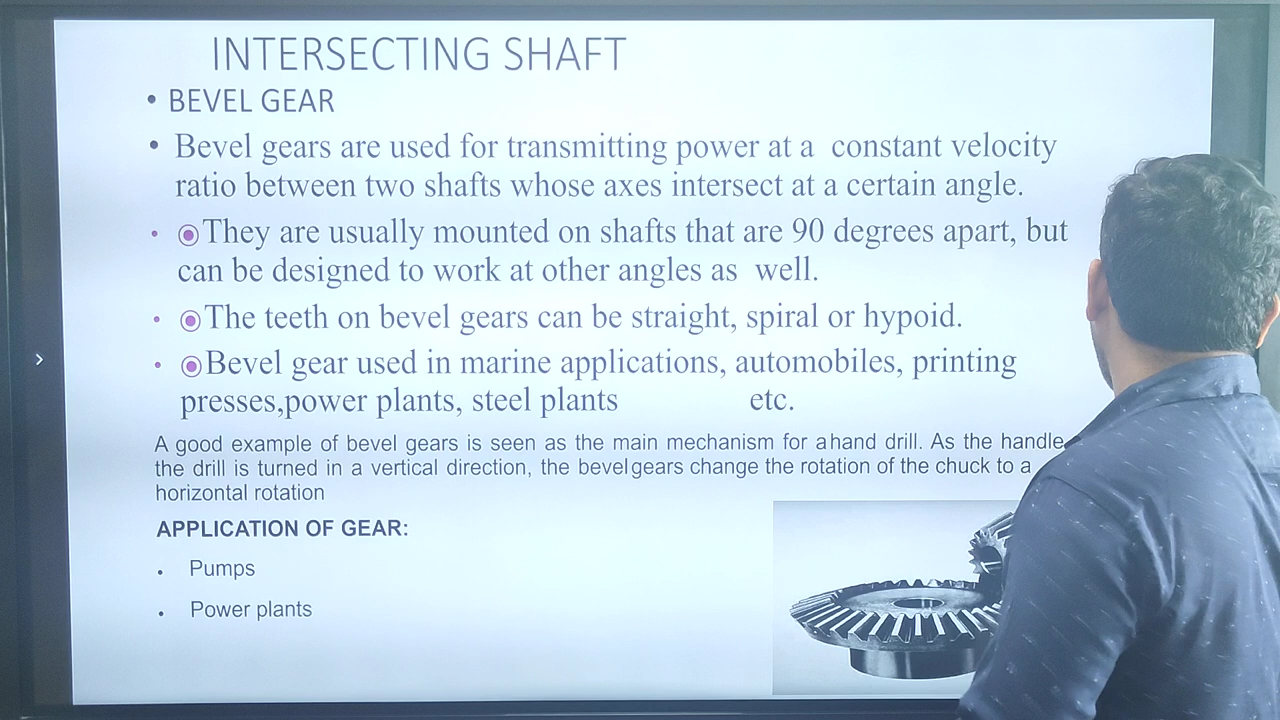 INTERSECTING SHAFT
• BEVEL GEAR
• Bevel gears are used for transmitting power at a constant velocity
ratio between two shafts whose axes intersect at a certain angle.
• They are usually mounted on shafts that are 90 degrees apart, but
can be designed to work at other angles as well.
• The teeth on bevel gears can be straight, spiral or hypoid.
• Bevel gear used in marine applications, automobiles, printing
presses,power plants, steel plants etc.
A good example of bevel gears is seen as the main mechanism for a hand drill. As the handle
the drill is turned in a vertical direction, the bevel gears change the rotation of the chuck to a
horizontal rotation
APPLICATION OF GEAR:
• Pumps
• Power plants